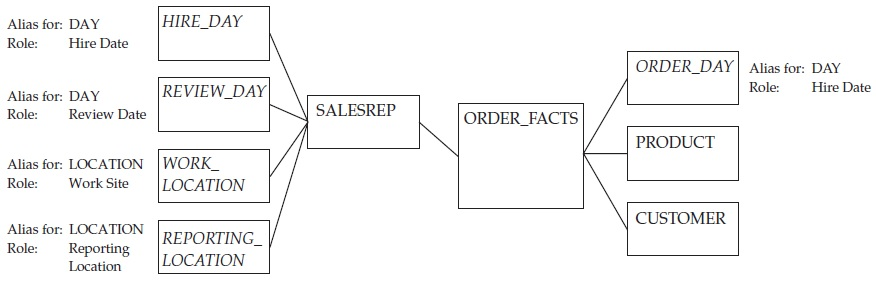 Alias for: DAY
Role: Hire Date
HIRE_DAY
Alias for: DAY
Role: Review Date
REVIEW_DAY
Alias for: LOCATION
Role: Work Site
WORK_
LOCATION
Alias for: LOCATION
Role: Reporting
Location
REPORTING_
LOCATION
SALESREP
ORDER_FACTS
ORDER_DAY
Alias for: DAY
Role: Hire Date
PRODUCT
CUSTOMER